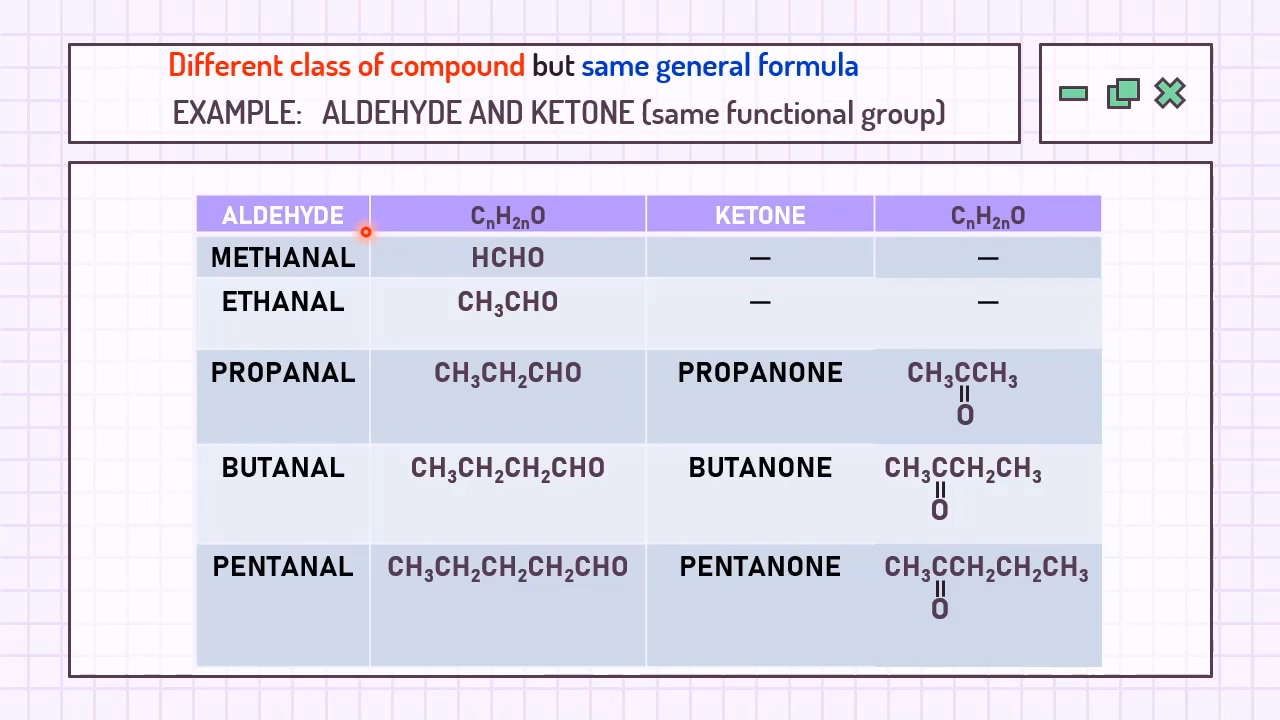 Different class of compound but same general formula
EXAMPLE: ALDEHYDE AND KETONE (same functional group)
ALDEHYDE CₙH₂ₙO KETONE CₙH₂ₙO
METHANAL HCHO — —
ETHANAL CH₃CHO — —
PROPANAL CH₃CH₂CHO PROPANONE CH₃CCH₃
O
BUTANAL CH₃CH₂CH₂CHO BUTANONE CH₃CCH₂CH₃
O
PENTANAL CH₃CH₂CH₂CH₂CHO PENTANONE CH₃CCH₂CH₂CH₃
O